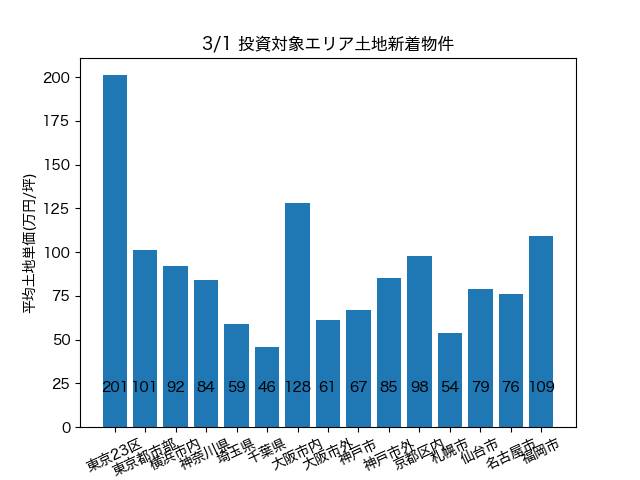 3/1 投資対象エリア土地新着物件
平均土地単価(万円/坪)
200
175
150
125
100
75
50
25
0
201 101 92 84 59 46 128 61 67 85 98 54 79 76 109
東京23区 東京都市部 横浜市内 神奈川県 埼玉県 千葉県 大阪市内 大阪市外 神戸市 神戸市外 京都区内 札幌市 仙台市 名古屋市 福岡市